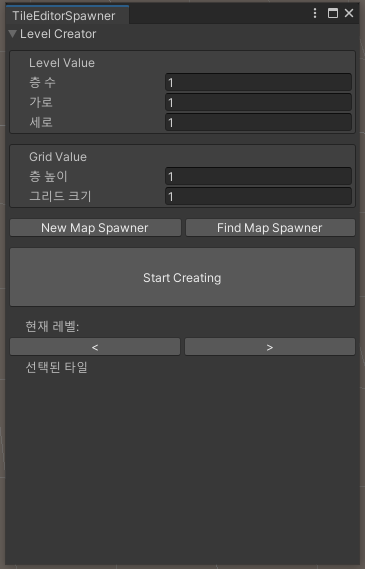 TileEditorSpawner
Level Creator
Level Value
층 수 1
가로 1
세로 1
Grid Value
층 높이 1
그리드 크기 1
New Map Spawner Find Map Spawner
Start Creating
현재 레벨:
< >
선택된 타일